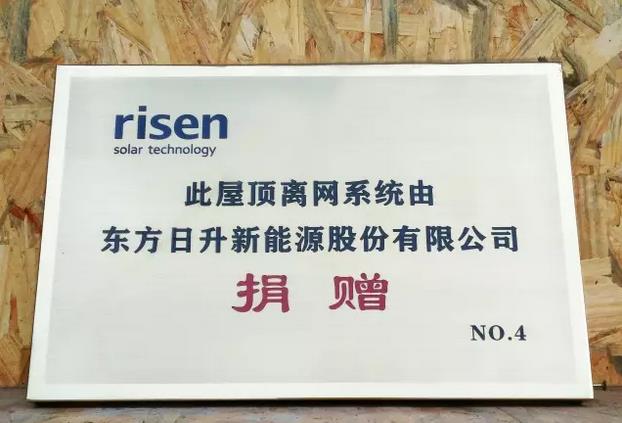 risen
solar technology
此屋顶离网系统由
东方日升新能源股份有限公司
捐赠
NO.4